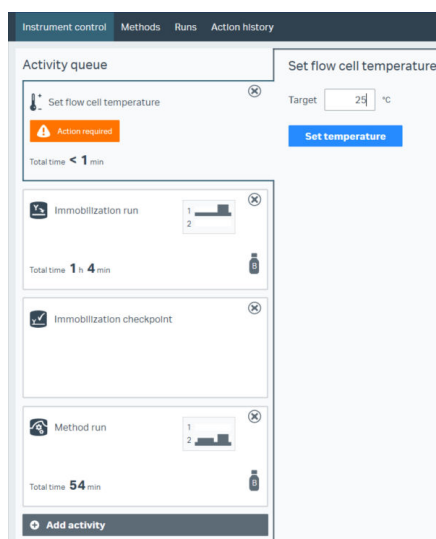 Instrument control Methods Runs Action history
Activity queue
Set flow cell temperature
Action required
Total time < 1 min
Immobilization run
1
2
Total time 1 h 4 min
B
Immobilization checkpoint
Method run
1
2
Total time 54 min
B
Add activity
Set flow cell temperature
Target 25 °C
Set temperature